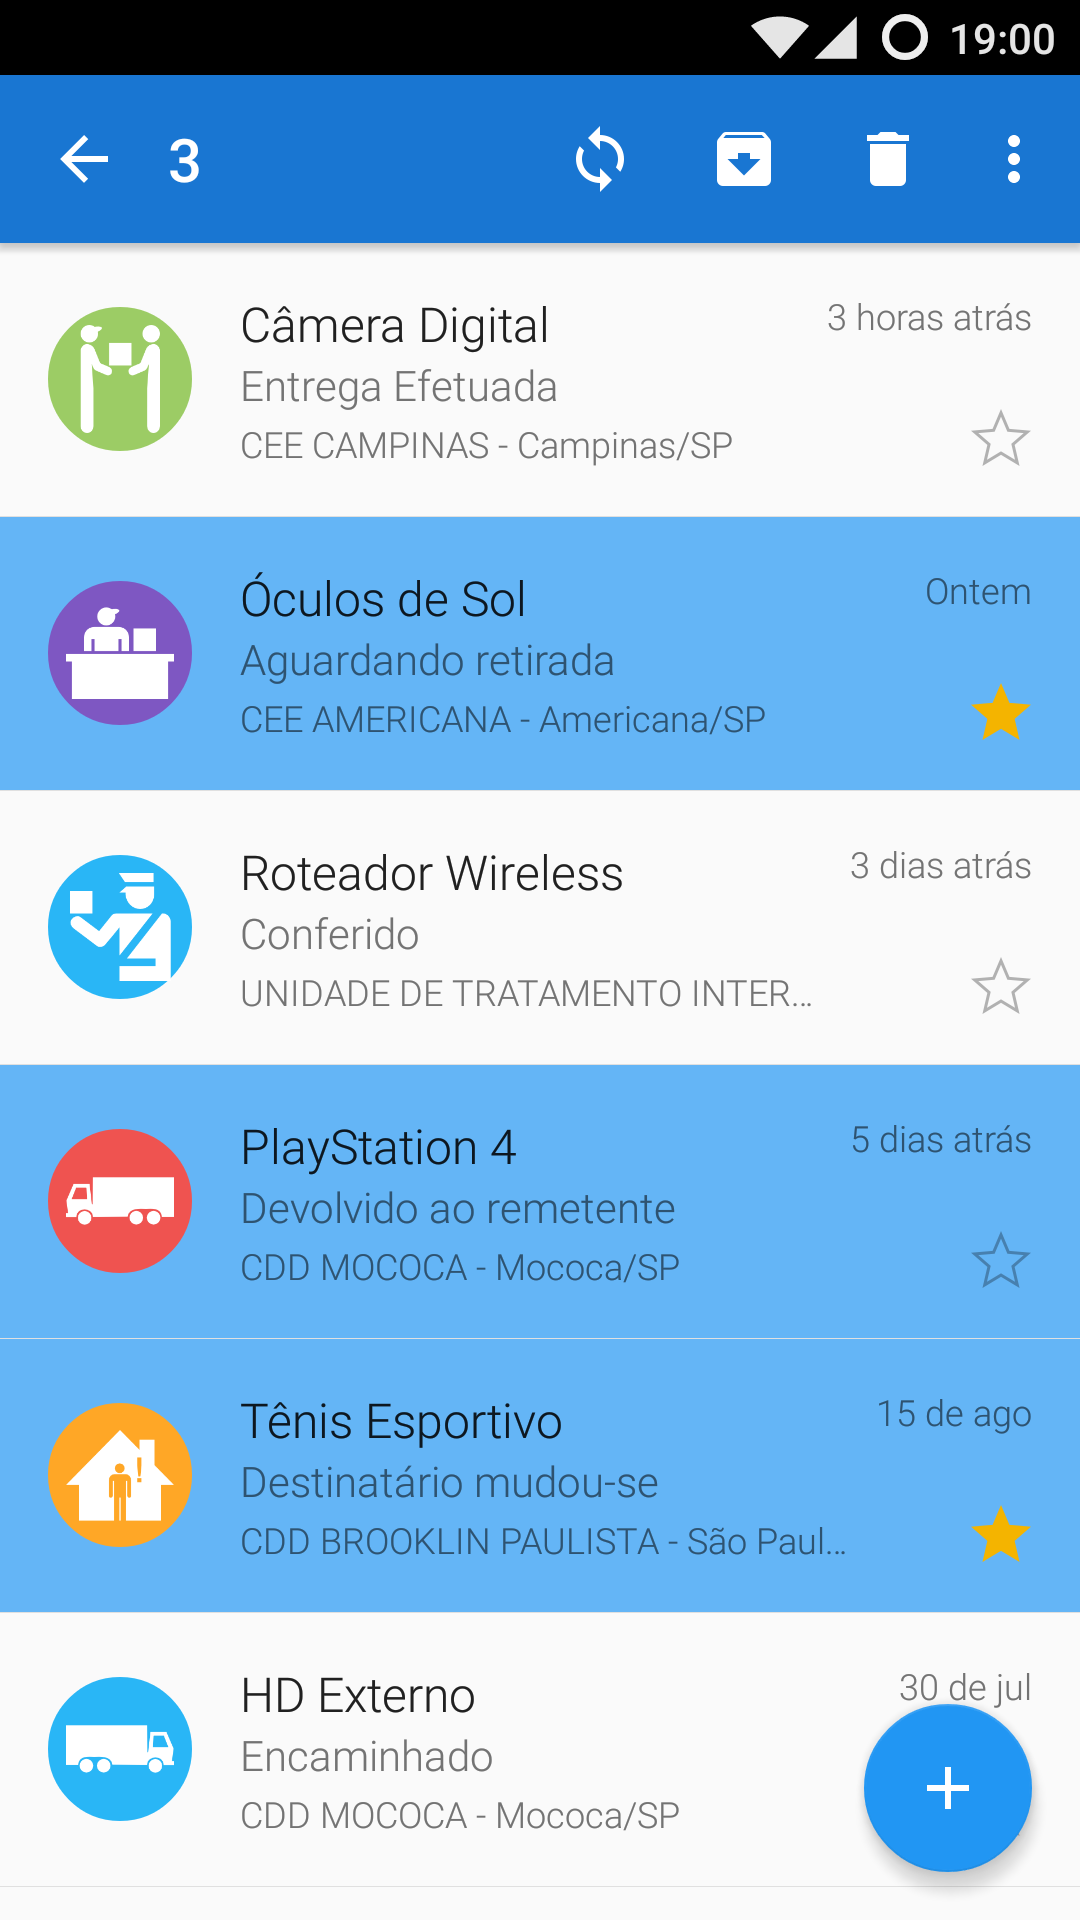 19:00
3
Câmera Digital
3 horas atrás
Entrega Efetuada
CEE CAMPINAS - Campinas/SP
Óculos de Sol
Ontem
Aguardando retirada
CEE AMERICANA - Americana/SP
Roteador Wireless
3 dias atrás
Conferido
UNIDADE DE TRATAMENTO INTER...
PlayStation 4
5 dias atrás
Devolvido ao remetente
CDD MOCOCA - Mococa/SP
Tênis Esportivo
15 de ago
Destinatário mudou-se
CDD BROOKLIN PAULISTA - São Paul...
HD Externo
30 de jul
Encaminhado
CDD MOCOCA - Mococa/SP